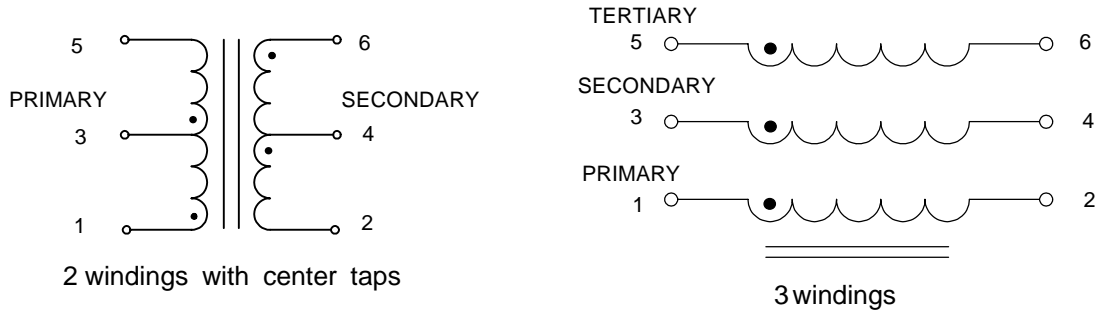 5 6
PRIMARY SECONDARY
3 4
1 2
2 windings with center taps
TERTIARY
5 6
SECONDARY
3 4
PRIMARY
1 2
3 windings